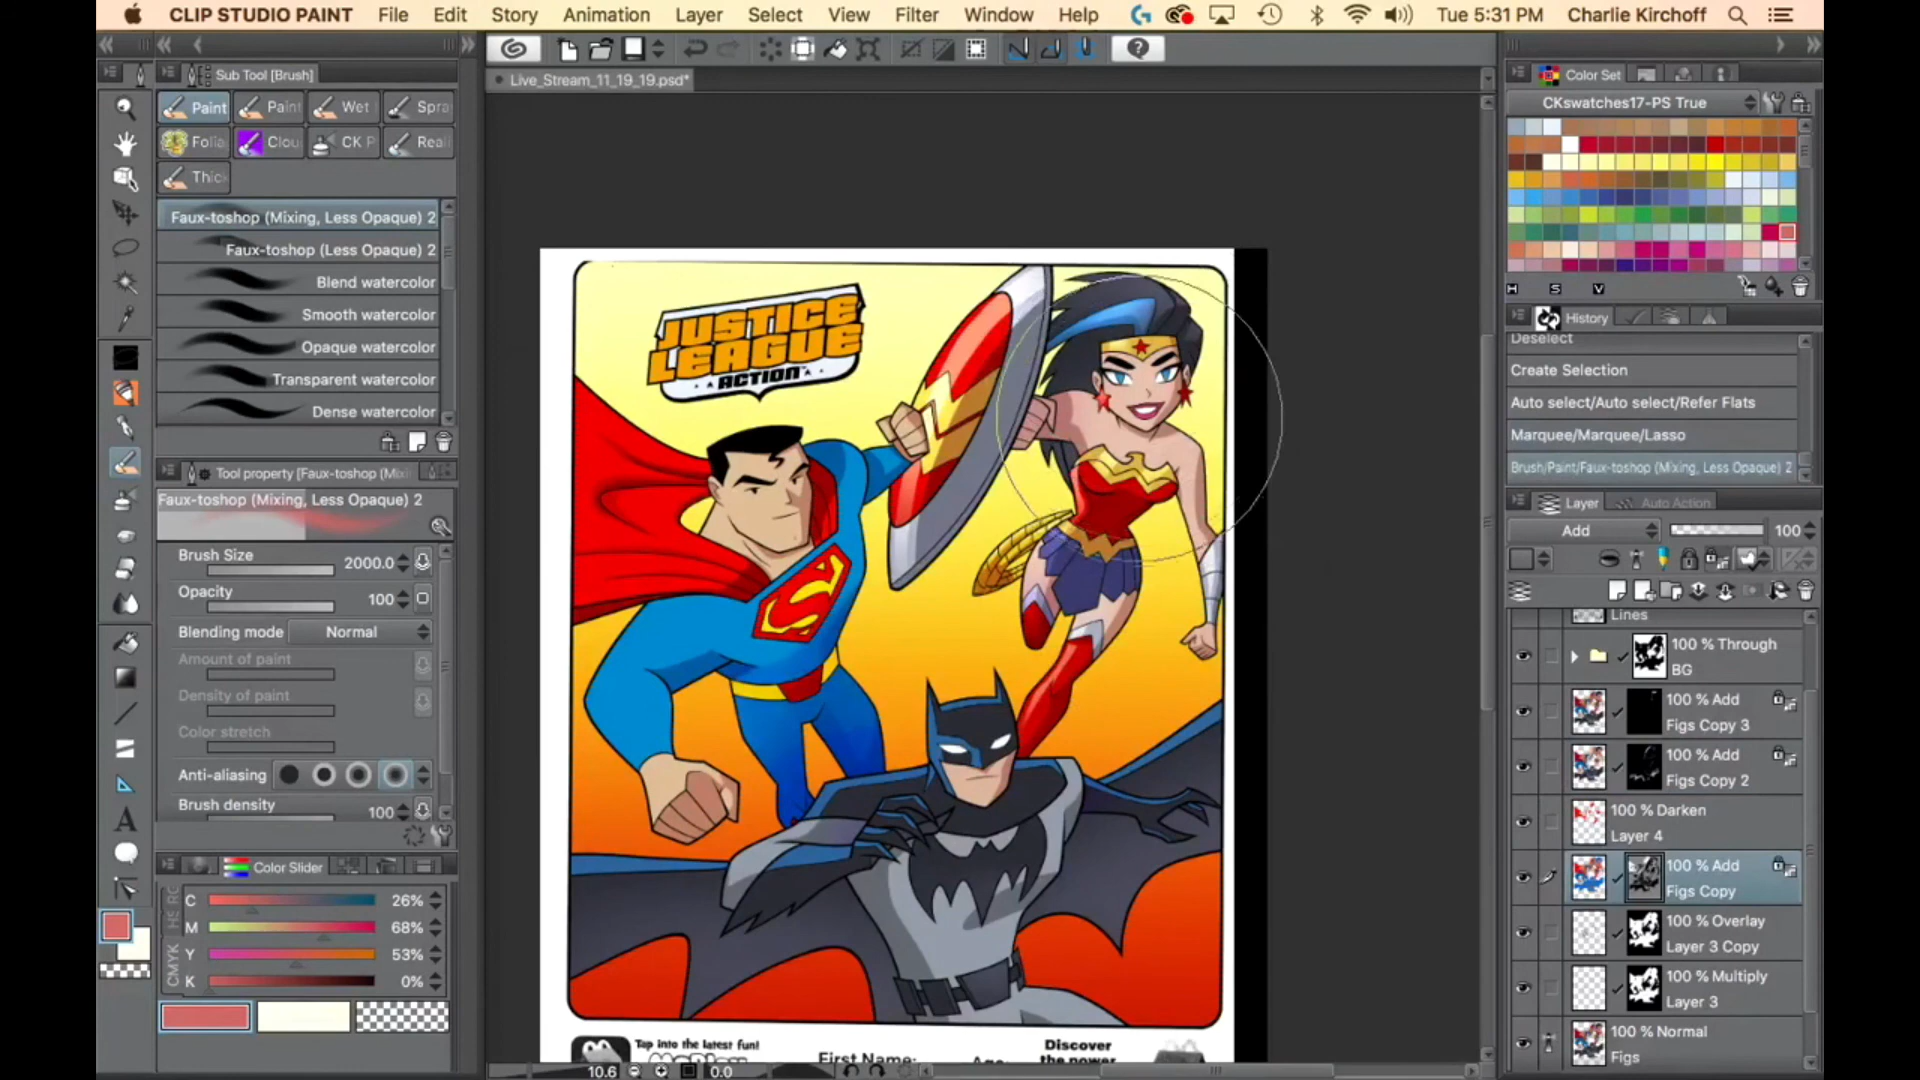 CLIP STUDIO PAINT File Edit Story Animation Layer Select View Filter Window Help Tue 5:31 PM Charlie Kirchoff
Sub Tool [Brush]
Live_Stream_11_19_19.psd*
Color Set
Paint Wet
CKswatches17-PS True
CK P
Faux-toshop (Mixing, Less Opaque) 2
Faux-toshop (Less Opaque) 2
Blend watercolor
Smooth watercolor
Opaque watercolor
Transparent watercolor
Dense watercolor
H S V
History
Deselect
Create Selection
Auto select/Auto select/Refer Flats
Marquee/Marquee/Lasso
Brush/Paint/Faux-toshop (Mixing, Less Opaque) 2
Tool property [Faux-toshop (Mixi
Faux-toshop (Mixing, Less Opaque) 2
Brush Size 2000.0
Opacity 100
Blending mode Normal
Amount of paint
Density of paint
Color stretch
Anti-aliasing
Brush density 100
Color Slider
C 26%
M 68%
Y 53%
K 0%
CMYK
JUSTICE
LEAGUE
ACTION
S
Tap into the latest fun!
First Name:
Age:
Discover
the power
10.6 0.0
Layer Auto Action
Add 100
Lines
100 % Through
BG
100 % Add
Figs Copy 3
100 % Add
Figs Copy 2
100 % Darken
Layer 4
100 % Add
Figs Copy
100 % Overlay
Layer 3 Copy
100 % Multiply
Layer 3
100 % Normal
Figs